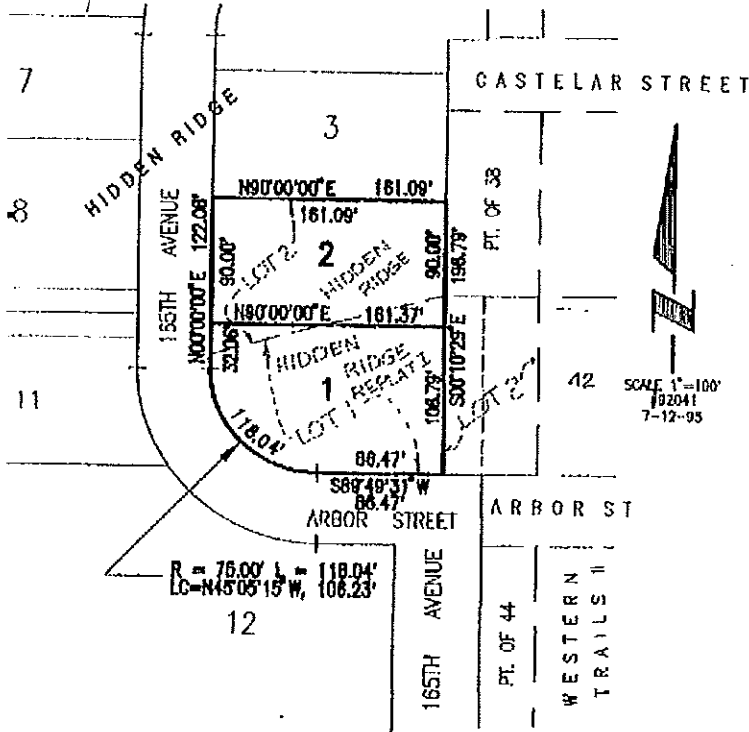 7
CASTELAR STREET
HIDDEN RIDGE
3
8
N90°00'00"E 161.09'
161.09'
PT. OF 38
165TH AVENUE
N00°00'00"E 122.06'
90.00'
LOT 2
2
HIDDEN
RIDGE
90.00'
196.79'
N90°00'00"E 161.37'
32.06'
HIDDEN
RIDGE
REPLAT 1
LOT 1
1
106.79'
S00°10'29"E
LOT 2
42
SCALE 1"=100'
92041
7-12-95
11
118.04'
86.47'
S89°49'31"W
86.47'
ARBOR STREET
ARBOR ST
R = 75.00' L = 118.04'
LC=N45°05'15"W, 106.23'
12
165TH AVENUE
PT. OF 44
WESTERN
TRAILS II